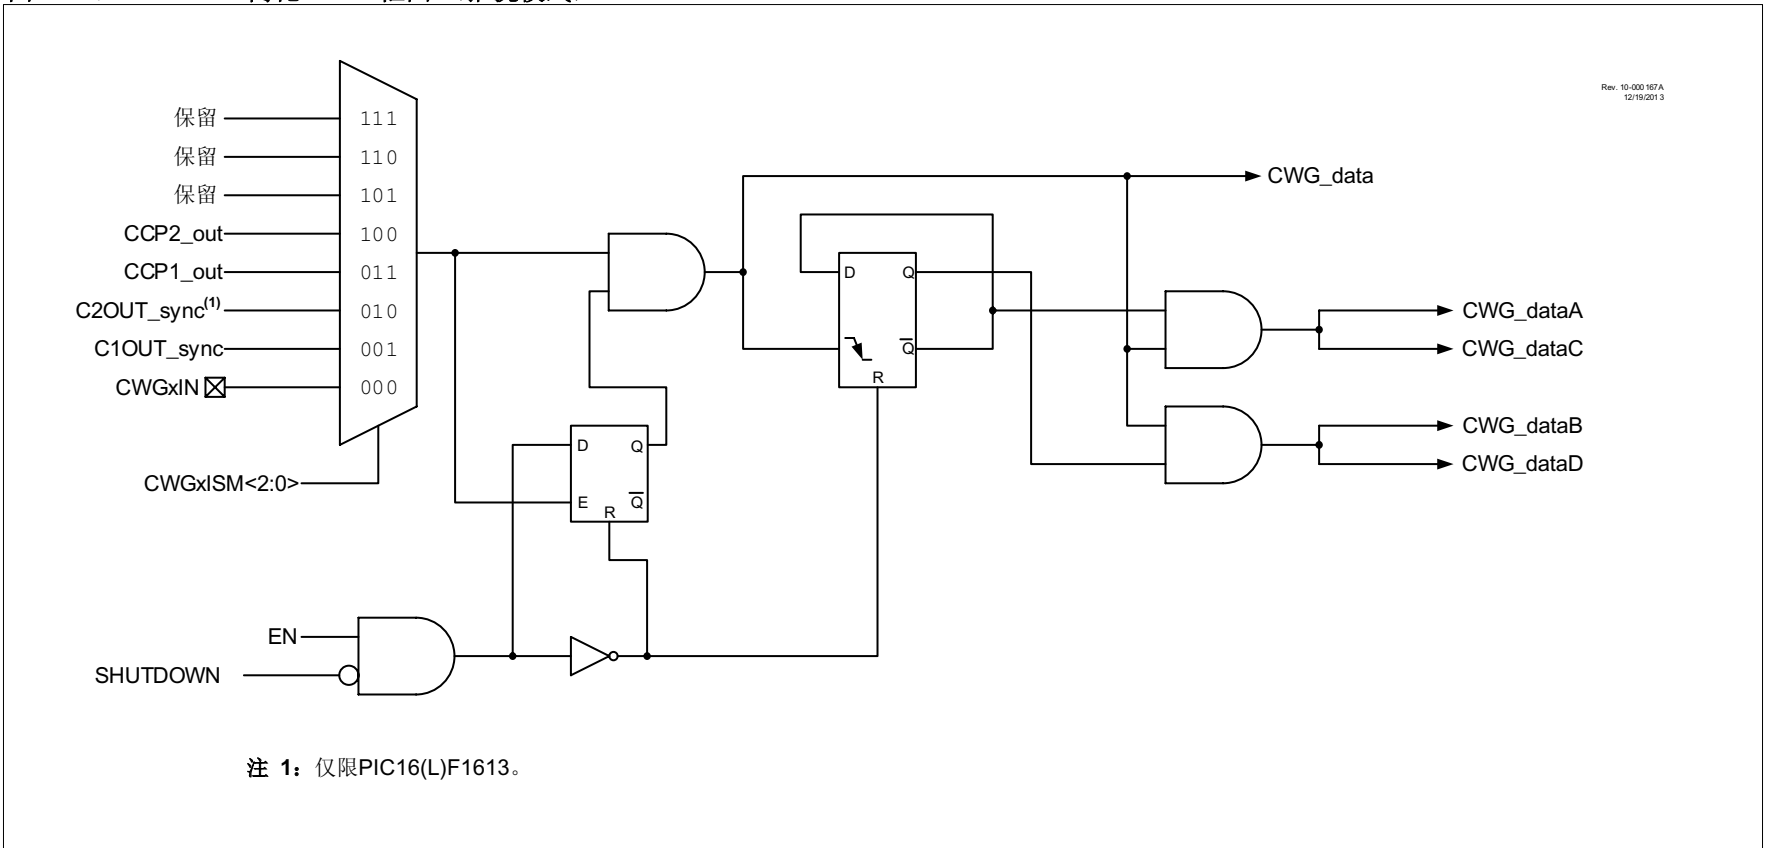 Rev. 10-000167A
12/19/2013
保留
111
保留
110
保留
101
CWG_data
CCP2_out
100
CCP1_out
011
D
Q
C2OUT_sync(1)
010
CWG_dataA
C1OUT_sync
001
Q
CWG_dataC
R
CWGxIN
000
CWG_dataB
D
Q
CWG_dataD
CWGxISM<2:0>
E
R
Q
EN
SHUTDOWN
注 1: 仅限PIC16(L)F1613。